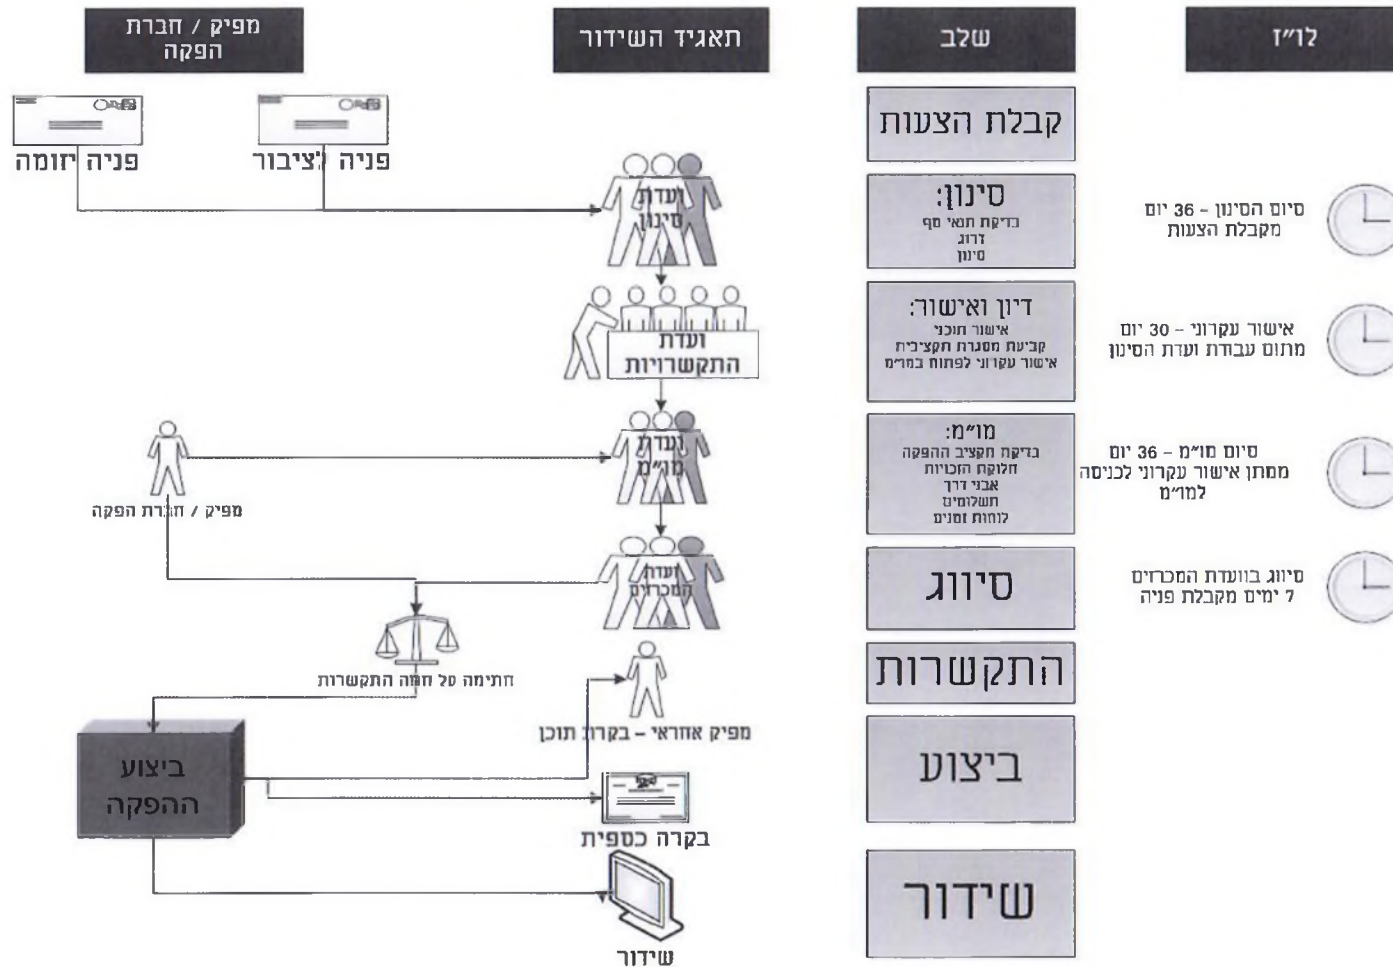 לו"ז
שלב
תאגיד השידור
מפיק / חברת
הפקה
קבלת הצעות
פניה לציבור
פניה יזומה
ועדת
סינון
סינון:
בדיקת תנאי סף
דרוג
סינון
סיום הסינון - 36 יום
מקבלת הצעות
ועדת
התקשרויות
דיון ואישור:
אישור תוכני
קביעת מסגרת תקציבית
אישור עקרוני לפתוח במו"מ
אישור עקרוני - 30 יום
מתום עבודת ועדת הסינון
מפיק / חברת הפקה
ועדת
מו"מ
מו"מ:
בדיקת תקציב ההפקה
חלוקת הזכויות
אבני דרך
תשלומים
לוחות זמנים
סיום מו"מ - 36 יום
ממתן אישור עקרוני לכניסה
למו"מ
ועדת
המכרזים
סיווג
סיווג בוועדת המכרזים
7 ימים מקבלת פניה
חתימה על חוזה התקשרות
התקשרות
מפיק אחראי - בקרת תוכן
ביצוע
ההפקה
בקרה כספית
ביצוע
שידור
שידור